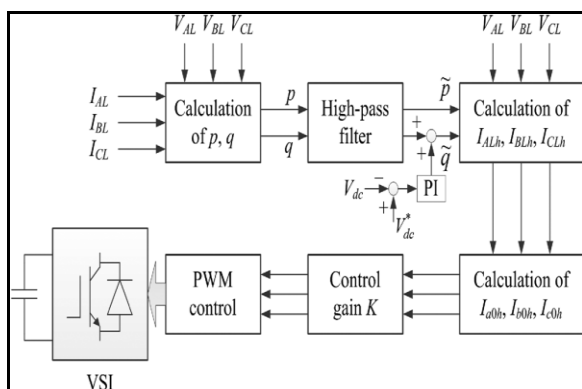 V_AL V_BL V_CL
V_AL V_BL V_CL
I_AL
I_BL
I_CL
Calculation
of p, q
p
q
High-pass
filter
p̃
+
+
q̃
Calculation of
I_ALh, I_BLh, I_CLh
V_dc
−
+
V*_dc
PI
VSI
PWM
control
Control
gain K
Calculation of
I_a0h, I_b0h, I_c0h